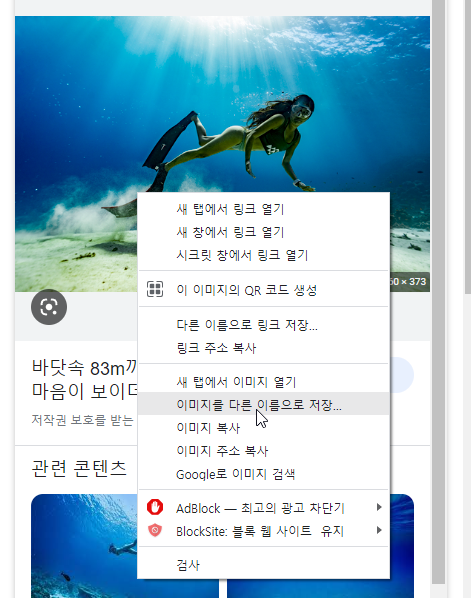 새 탭에서 링크 열기
새 창에서 링크 열기
시크릿 창에서 링크 열기
이 이미지의 QR 코드 생성
× 373
다른 이름으로 링크 저장...
링크 주소 복사
바닷속 83m까
마음이 보이더
새 탭에서 이미지 열기
이미지를 다른 이름으로 저장...
저작권 보호를 받는
이미지 복사
이미지 주소 복사
관련 콘텐츠
Google로 이미지 검색
AdBlock — 최고의 광고 차단기
BlockSite: 블록 웹 사이트 유지
검사